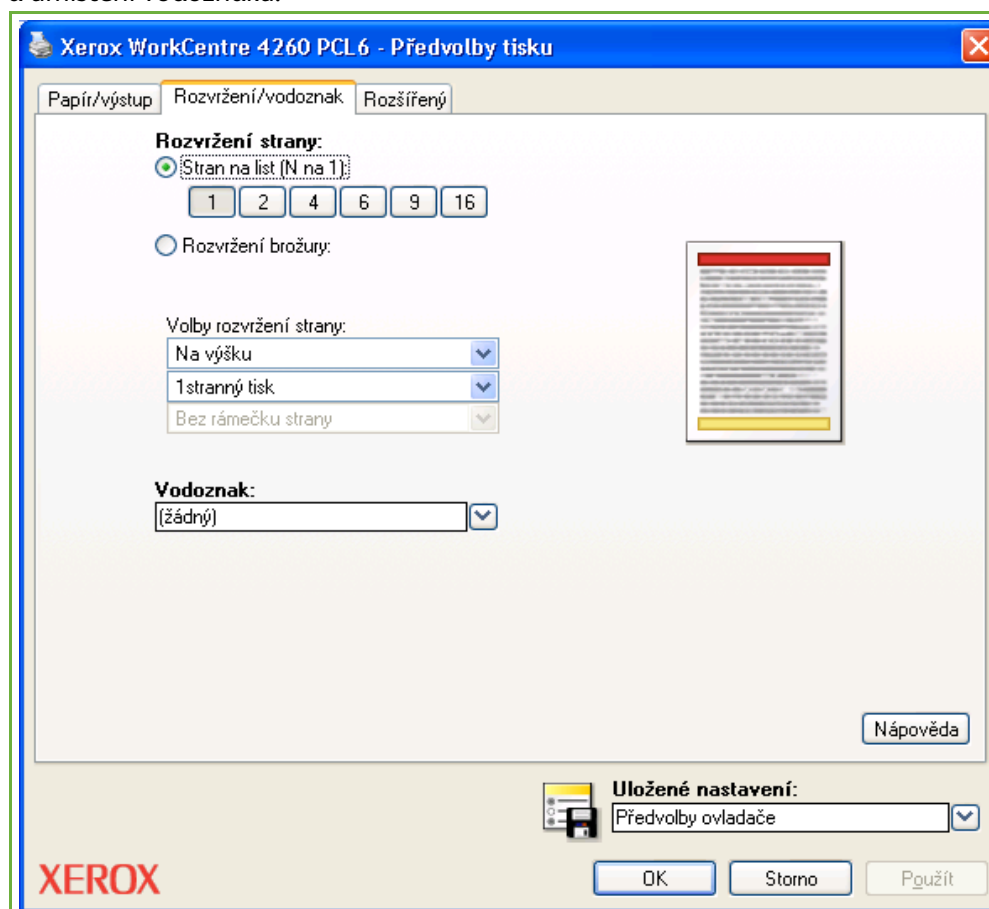 a umístění vodoznaku.
Xerox WorkCentre 4260 PCL6 - Předvolby tisku
Papír/výstup Rozvržení/vodoznak Rozšířený
Rozvržení strany:
Stran na list (N na 1):
1 2 4 6 9 16
Rozvržení brožury:
Volby rozvržení strany:
Na výšku
1stranný tisk
Bez rámečku strany
Vodoznak:
(žádný)
Nápověda
Uložené nastavení:
Předvolby ovladače
XEROX OK Storno Použít